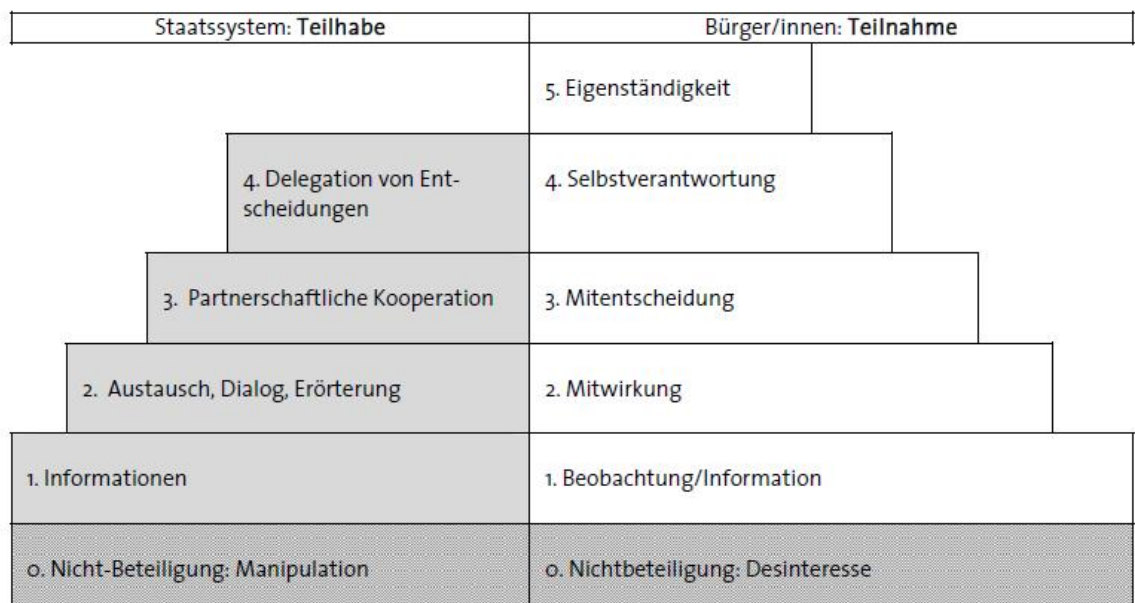 Staatssystem: Teilhabe
Bürger/innen: Teilnahme
5. Eigenständigkeit
4. Delegation von Ent-
scheidungen
4. Selbstverantwortung
3. Partnerschaftliche Kooperation
3. Mitentscheidung
2. Austausch, Dialog, Erörterung
2. Mitwirkung
1. Informationen
1. Beobachtung/Information
0. Nicht-Beteiligung: Manipulation
0. Nichtbeteiligung: Desinteresse